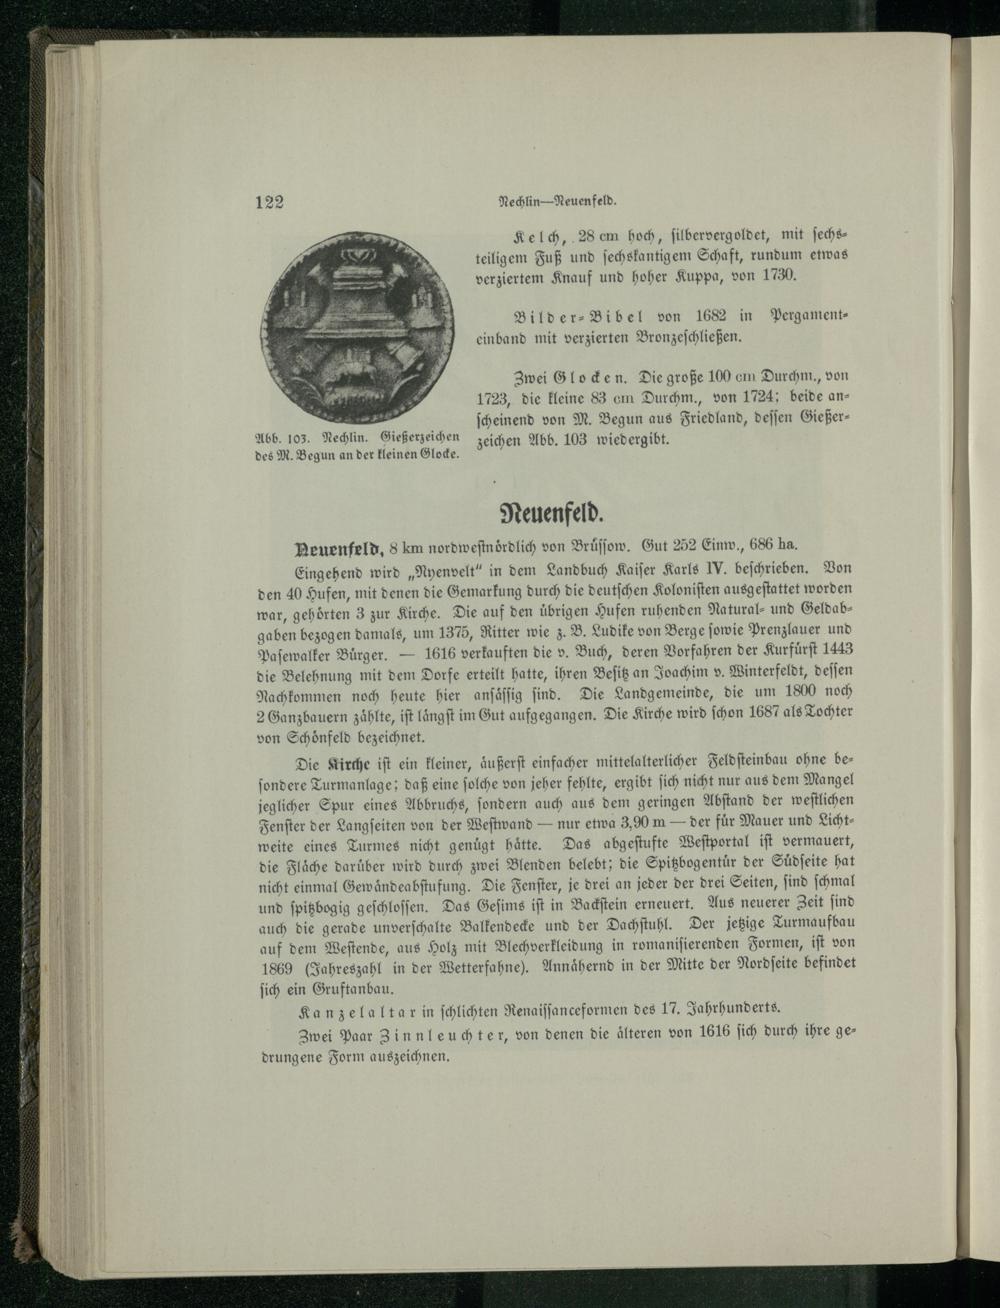 122
Nechlin—Neuenfeld.
Kelch, 28 cm hoch, silbervergoldet, mit sechs-
teiligem Fuß und sechskantigem Schaft, rundum etwas
verziertem Knauf und hoher Kuppa, von 1730.
Bilder-Bibel von 1682 in Pergament-
einband mit verzierten Bronzeschließen.
Zwei Glocken. Die große 100 cm Durchm., von
1723, die kleine 83 cm Durchm., von 1724; beide an-
scheinend von M. Begun aus Friedland, dessen Gießer-
zeichen Abb. 103 wiedergibt.
Abb. 103. Nechlin. Gießerzeichen
des M. Begun an der kleinen Glocke.
Neuenfeld.
Neuenfeld, 8 km nordwestnördlich von Brüssow. Gut 252 Einw., 686 ha.
Eingehend wird „Nyenvelt“ in dem Landbuch Kaiser Karls IV. beschrieben. Von
den 40 Hufen, mit denen die Gemarkung durch die deutschen Kolonisten ausgestattet worden
war, gehörten 3 zur Kirche. Die auf den übrigen Hufen ruhenden Natural- und Geldab-
gaben bezogen damals, um 1375, Ritter wie z. B. Ludike von Berge sowie Prenzlauer und
Pasewalker Bürger. — 1616 verkauften die v. Buch, deren Vorfahren der Kurfürst 1443
die Belehnung mit dem Dorfe erteilt hatte, ihren Besitz an Joachim v. Winterfeldt, dessen
Nachkommen noch heute hier ansässig sind. Die Landgemeinde, die um 1800 noch
2 Ganzbauern zählte, ist längst im Gut aufgegangen. Die Kirche wird schon 1687 als Tochter
von Schönfeld bezeichnet.
Die Kirche ist ein kleiner, äußerst einfacher mittelalterlicher Feldsteinbau ohne be-
sondere Turmanlage; daß eine solche von jeher fehlte, ergibt sich nicht nur aus dem Mangel
jeglicher Spur eines Abbruchs, sondern auch aus dem geringen Abstand der westlichen
Fenster der Langseiten von der Westwand — nur etwa 3,90 m — der für Mauer und Licht-
weite eines Turmes nicht genügt hätte. Das abgestufte Westportal ist vermauert,
die Fläche darüber wird durch zwei Blenden belebt; die Spitzbogentür der Südseite hat
nicht einmal Gewändeabstufung. Die Fenster, je drei an jeder der drei Seiten, sind schmal
und spitzbogig geschlossen. Das Gesims ist in Backstein erneuert. Aus neuerer Zeit sind
auch die gerade unverschalte Balkendecke und der Dachstuhl. Der jetzige Turmaufbau
auf dem Westende, aus Holz mit Blechverkleidung in romanisierenden Formen, ist von
1869 (Jahreszahl in der Wetterfahne). Annähernd in der Mitte der Nordseite befindet
sich ein Gruftanbau.
Kanzelaltar in schlichten Renaissanceformen des 17. Jahrhunderts.
Zwei Paar Zinnleuchter, von denen die älteren von 1616 sich durch ihre ge-
drungene Form auszeichnen.